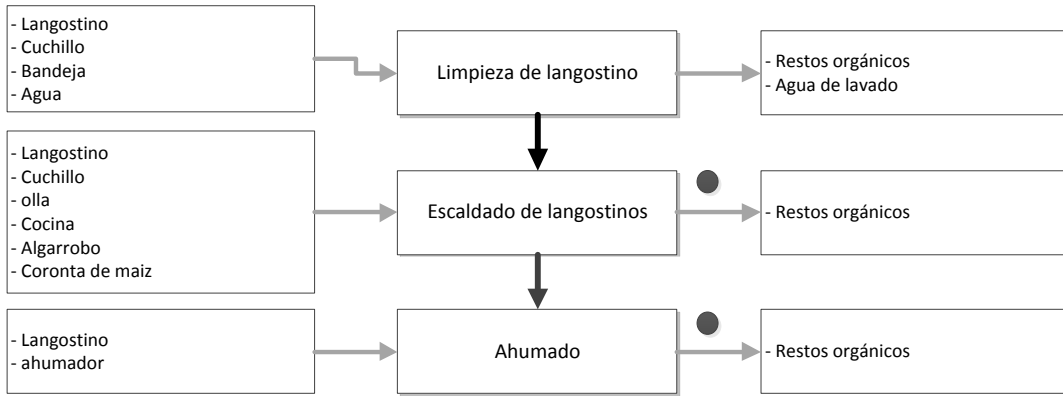 - Langostino
- Cuchillo
- Bandeja
- Agua
Limpieza de langostino
- Restos orgánicos
- Agua de lavado
- Langostino
- Cuchillo
- olla
- Cocina
- Algarrobo
- Coronta de maiz
Escaldado de langostinos
- Restos orgánicos
- Langostino
- ahumador
Ahumado
- Restos orgánicos